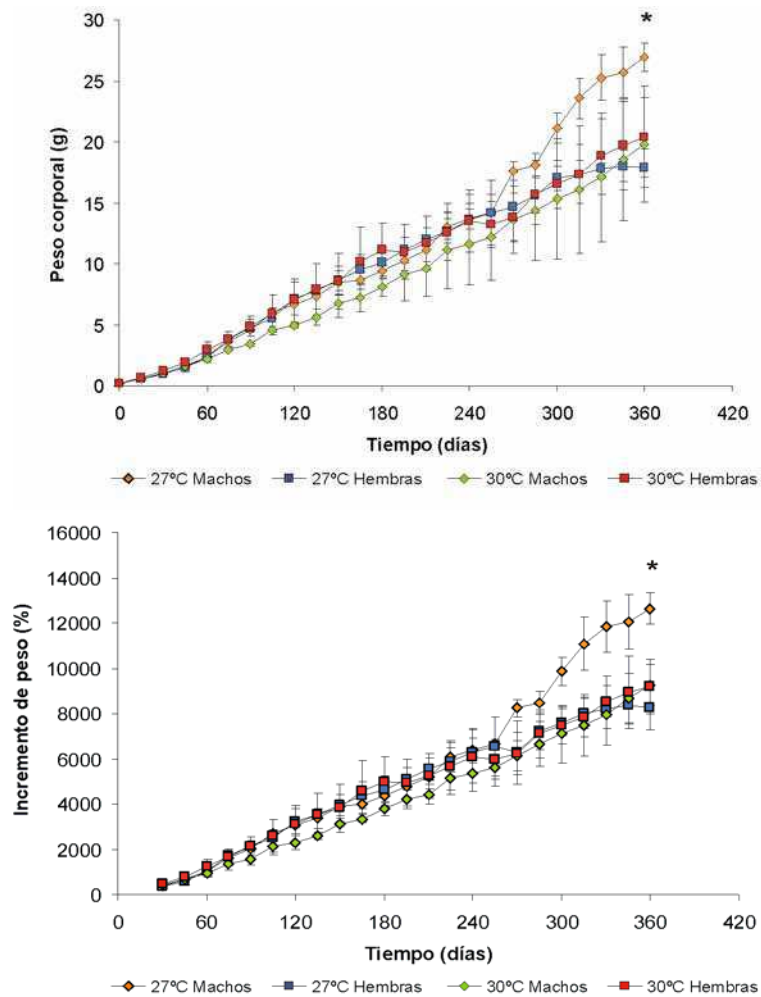 30
25
20
15
10
5
0
Peso corporal (g)
*
0 60 120 180 240 300 360 420
Tiempo (días)
27ºC Machos 27ºC Hembras 30ºC Machos 30ºC Hembras
16000
14000
12000
10000
8000
6000
4000
2000
0
Incremento de peso (%)
*
0 60 120 180 240 300 360 420
Tiempo (días)
27ºC Machos 27ºC Hembras 30ºC Machos 30ºC Hembras